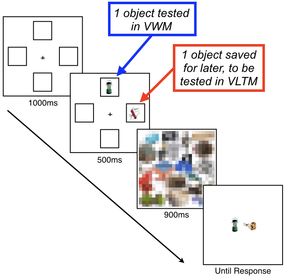 1 object tested
in VWM
1 object saved
for later, to be
tested in VLTM
1000ms
500ms
900ms
Until Response